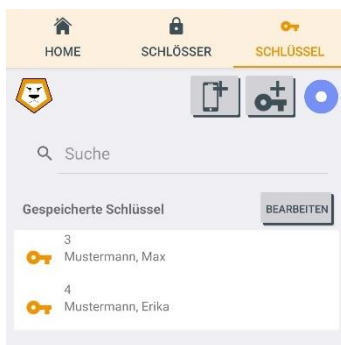 HOME SCHLÖSSER SCHLÜSSEL
Suche
Gespeicherte Schlüssel BEARBEITEN
3
Mustermann, Max
4
Mustermann, Erika